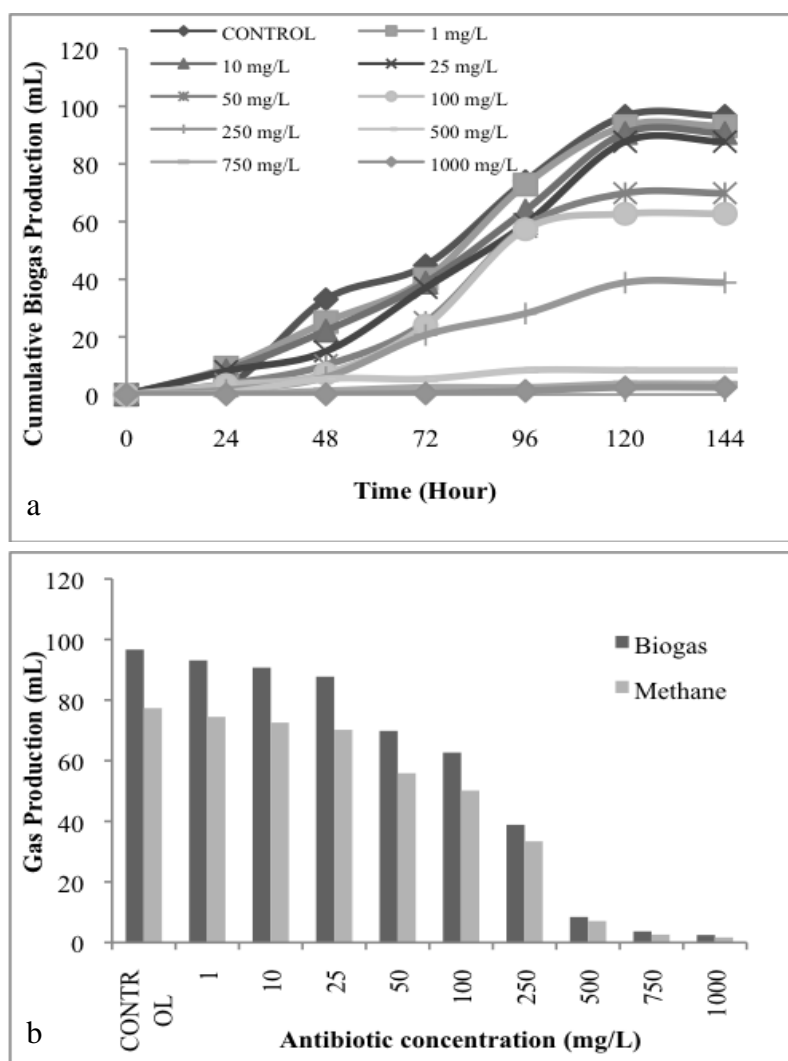 120
100
80
60
40
20
0
Cumulative Biogas Production (mL)
CONTROL 1 mg/L
10 mg/L 25 mg/L
50 mg/L 100 mg/L
250 mg/L 500 mg/L
750 mg/L 1000 mg/L
0 24 48 72 96 120 144
Time (Hour)
a
120
100
80
60
40
20
0
Gas Production (mL)
Biogas
Methane
CONTR
OL 1 10 25 50 100 250 500 750 1000
Antibiotic concentration (mg/L)
b